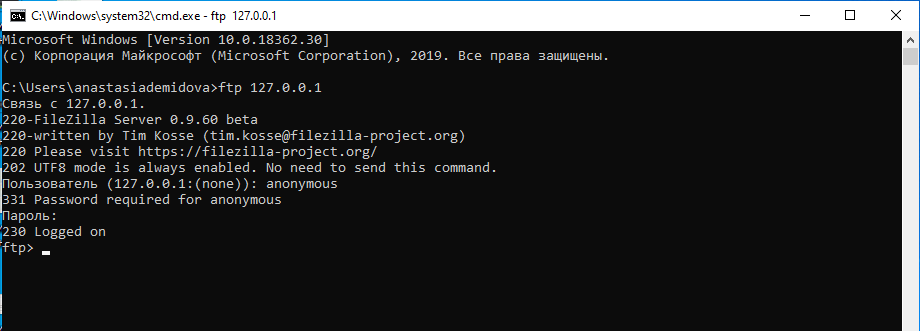 C:\Windows\system32\cmd.exe - ftp 127.0.0.1
Microsoft Windows [Version 10.0.18362.30]
(c) Корпорация Майкрософт (Microsoft Corporation), 2019. Все права защищены.
C:\Users\anastasiademidova>ftp 127.0.0.1
Связь с 127.0.0.1.
220-FileZilla Server 0.9.60 beta
220-written by Tim Kosse (tim.kosse@filezilla-project.org)
220 Please visit https://filezilla-project.org/
202 UTF8 mode is always enabled. No need to send this command.
Пользователь (127.0.0.1:(none)): anonymous
331 Password required for anonymous
Пароль:
230 Logged on
ftp>